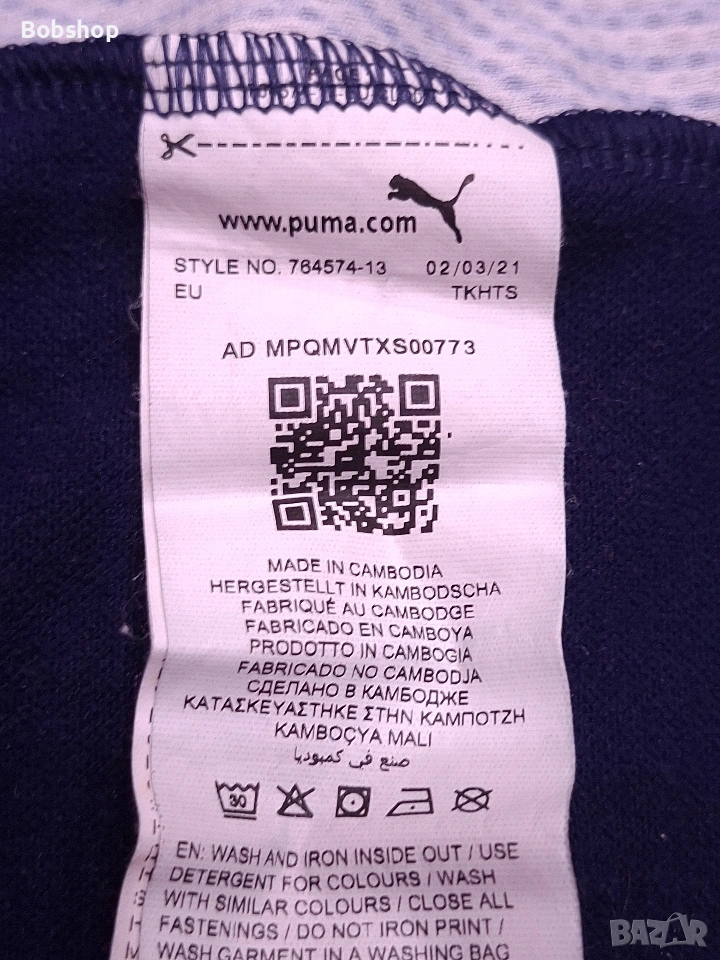 Bobshop
www.puma.com
STYLE NO. 764574-13 02/03/21
EU TKHTS
AD MPQMVTXS00773
MADE IN CAMBODIA
HERGESTELLT IN KAMBODSCHA
FABRIQUÉ AU CAMBODGE
FABRICADO EN CAMBOYA
PRODOTTO IN CAMBOGIA
FABRICADO NO CAMBODJA
СДЕЛАНО В КАМБОДЖЕ
ΚΑΤΑΣΚΕΥΑΣΤΗΚΕ ΣΤΗΝ ΚΑΜΠΟΤΖΗ
KAMBOÇYA MALI
صنع في كمبوديا
30
EN: WASH AND IRON INSIDE OUT / USE
DETERGENT FOR COLOURS / WASH
WITH SIMILAR COLOURS / CLOSE ALL
FASTENINGS / DO NOT IRON PRINT /
WASH GARMENT IN A WASHING BAG
BAZAR